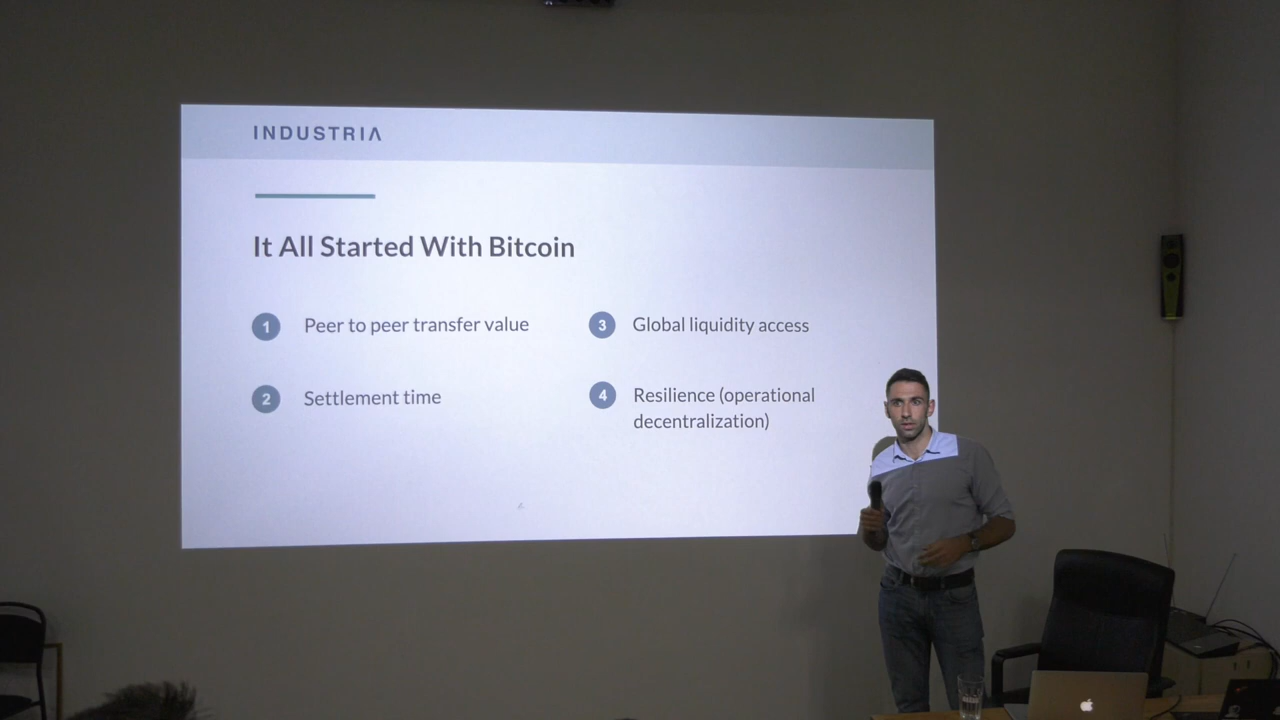 INDUSTRIA
It All Started With Bitcoin
1 Peer to peer transfer value
2 Settlement time
3 Global liquidity access
4 Resilience (operational
decentralization)